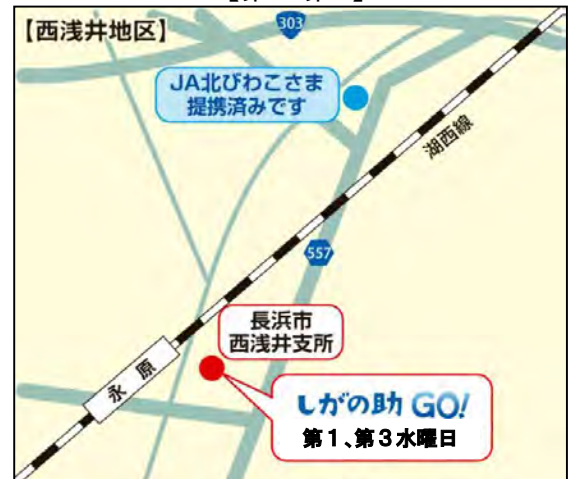 【西浅井地区】
303
JA北びわこさま
提携済みです
湖西線
557
長浜市
西浅井支所
永原
しがの助 GO!
第1、第3水曜日